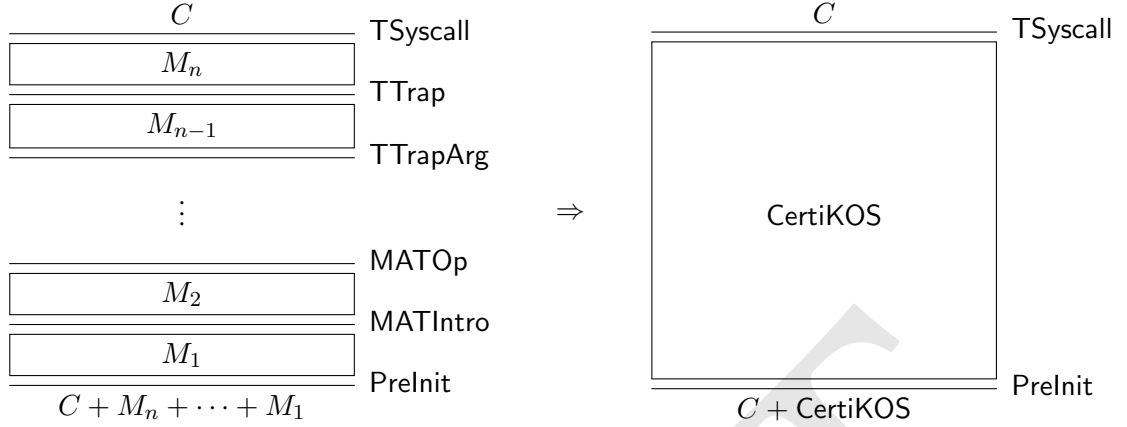 C
TSyscall
Mₙ
TTrap
Mₙ₋₁
TTrapArg
⋮
MATOp
M₂
MATIntro
M₁
PreInit
C + Mₙ + ⋯ + M₁
⇒
C
TSyscall
CertiKOS
PreInit
C + CertiKOS